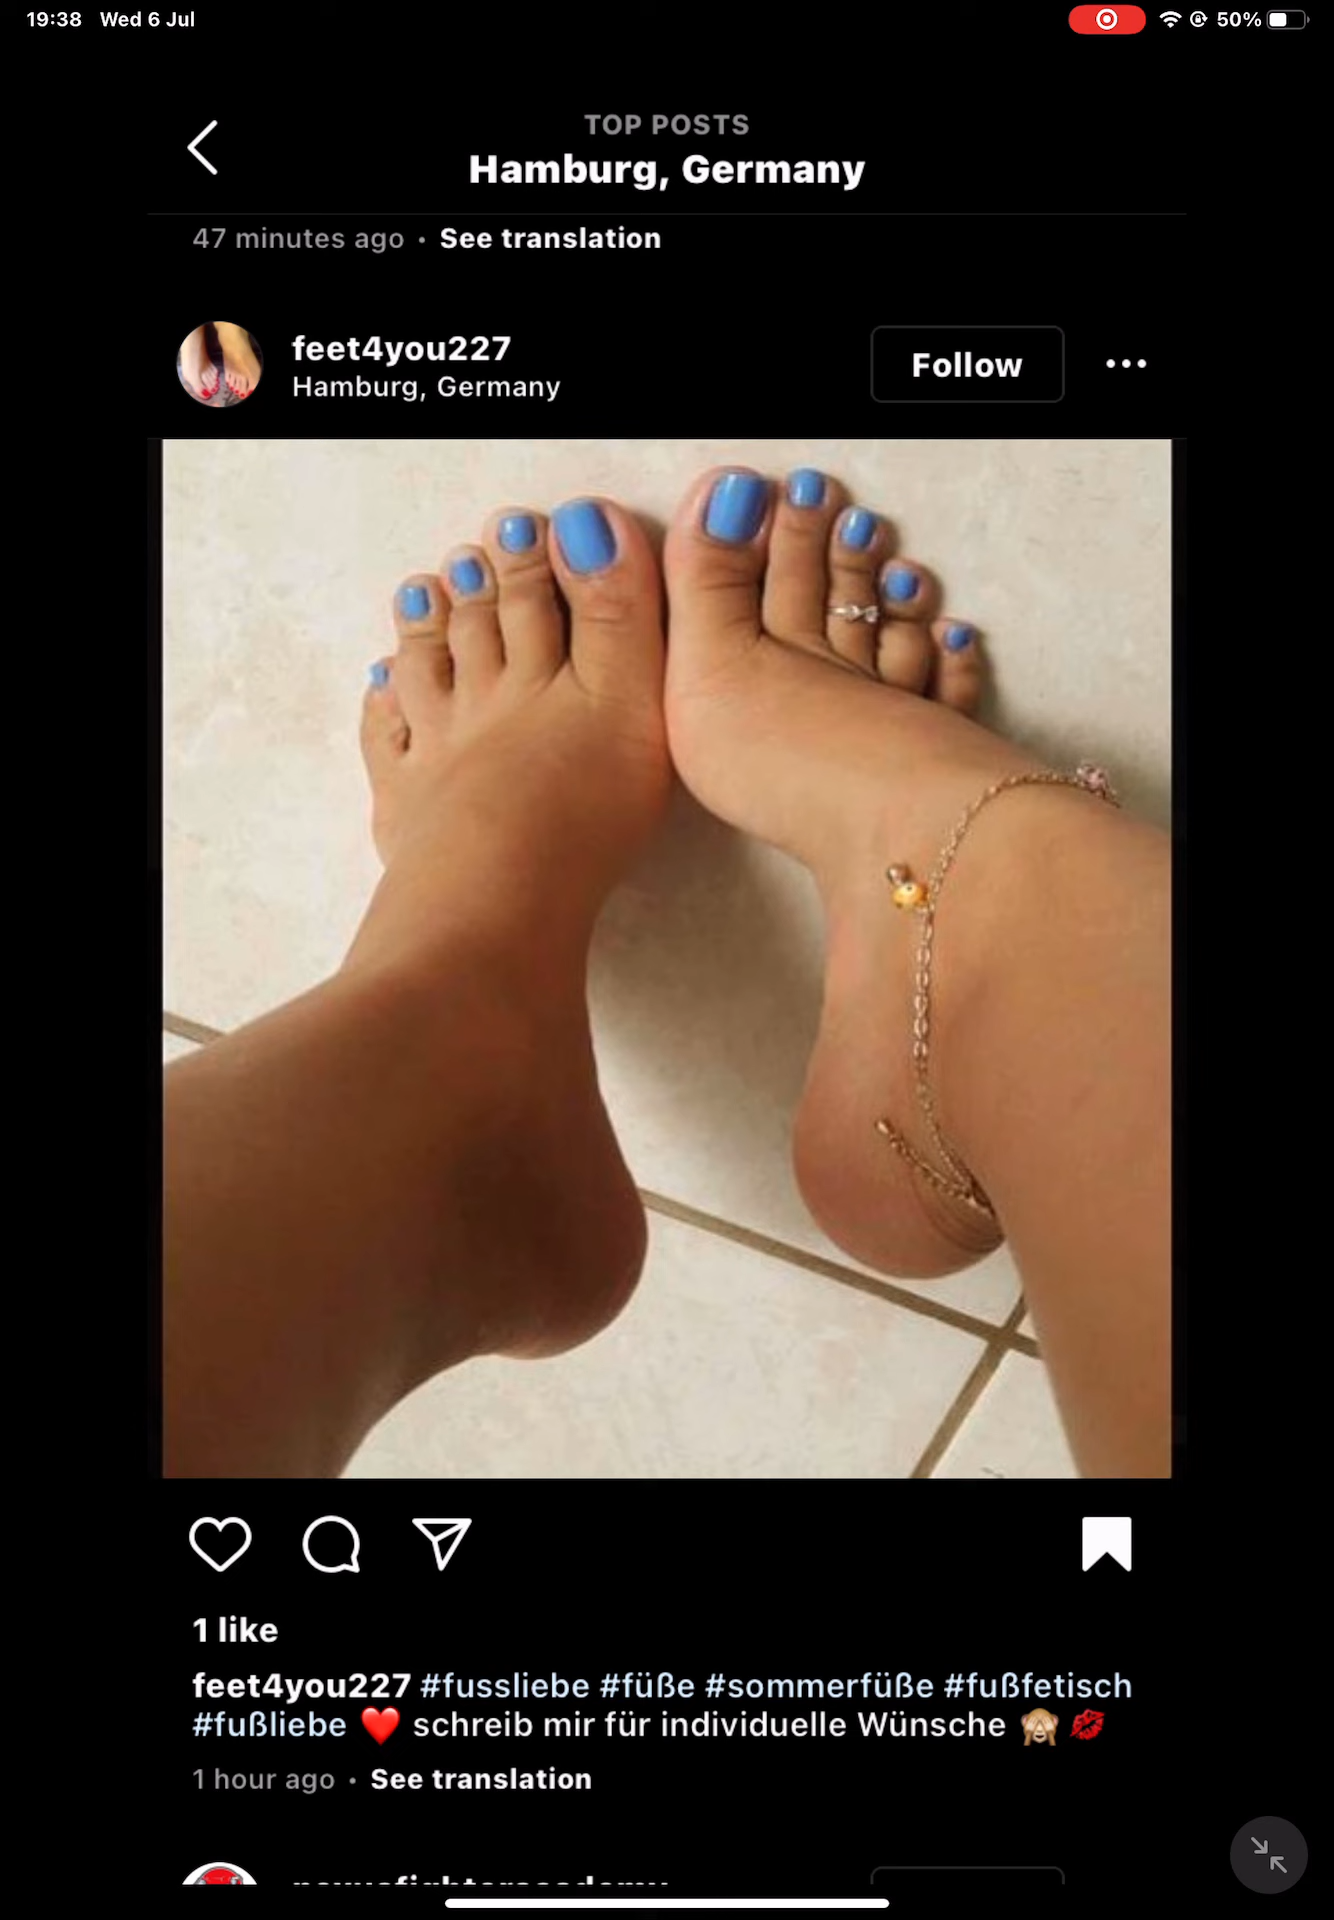 19:38 Wed 6 Jul
50%
TOP POSTS
Hamburg, Germany
47 minutes ago • See translation
feet4you227
Hamburg, Germany
Follow
1 like
feet4you227 #fussliebe #füße #sommerfüße #fußfetisch
#fußliebe ❤️ schreib mir für individuelle Wünsche 🙈 💋
1 hour ago • See translation